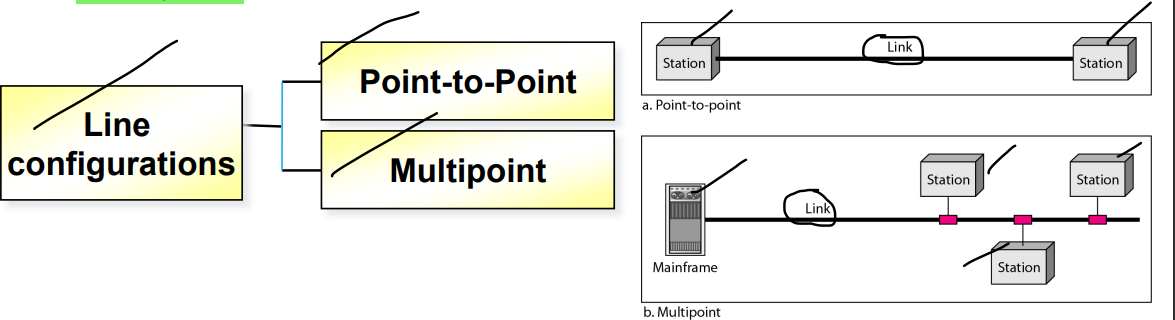 Line
configurations
Point-to-Point
Multipoint
Station
Link
Station
a. Point-to-point
Station
Station
Link
Mainframe
Station
b. Multipoint